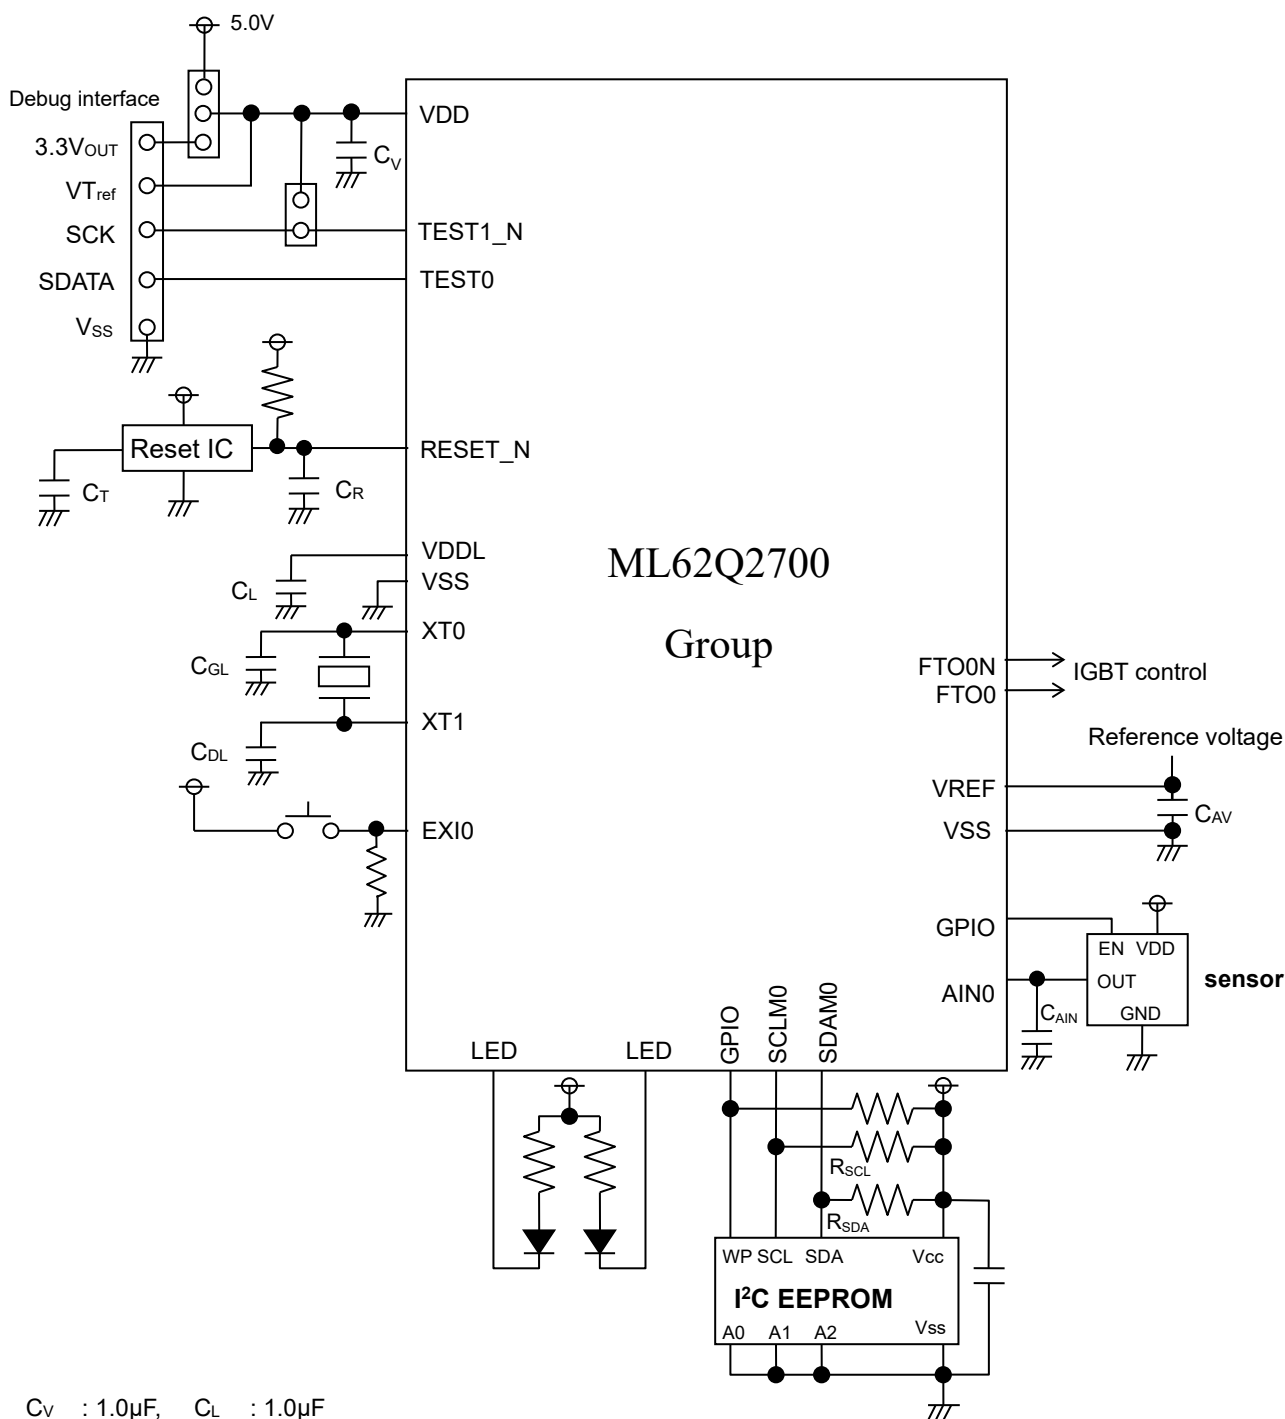 5.0V
Debug interface
3.3VOUT
VTref
SCK
SDATA
VSS
VDD
CV
TEST1_N
TEST0
Reset IC
RESET_N
CT
CR
VDDL
VSS
CL
XT0
CGL
XT1
CDL
EXI0
ML62Q2700
Group
FTO0N
FTO0
IGBT control
Reference voltage
VREF
VSS
CAV
GPIO
AIN0
EN VDD
OUT
GND
sensor
CAIN
LED
LED
GPIO
SCLM0
SDAM0
RSCL
RSDA
WP SCL SDA Vcc
I²C EEPROM
A0 A1 A2 Vss
CV : 1.0µF, CL : 1.0µF